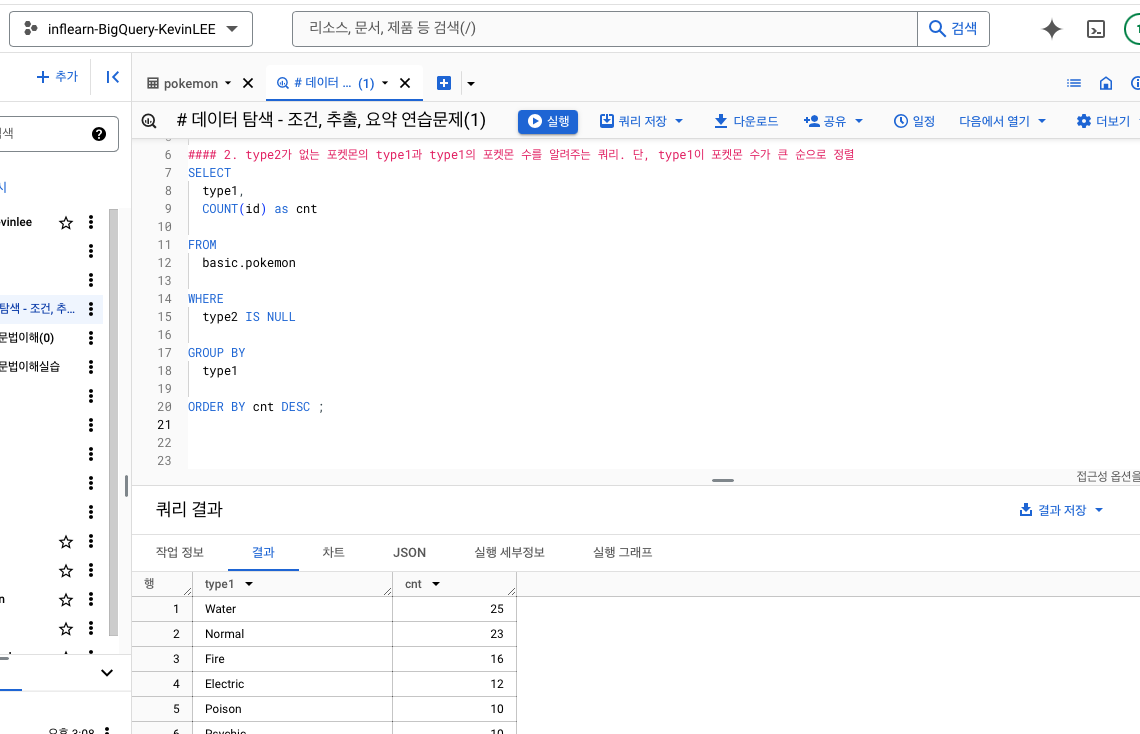 inflearn-BigQuery-KevinLEE
리소스, 문서, 제품 등 검색(/)
검색
추가
pokemon
# 데이터 ... (1)
색
# 데이터 탐색 - 조건, 추출, 요약 연습문제(1)
실행
쿼리 저장
다운로드
공유
일정
다음에서 열기
더보기
시
evinlee
탐색 - 조건, 추...
문법이해(0)
문법이해실습
n
오후 3:08
6 #### 2. type2가 없는 포켓몬의 type1과 type1의 포켓몬 수를 알려주는 쿼리. 단, type1이 포켓몬 수가 큰 순으로 정렬
7 SELECT
8 type1,
9 COUNT(id) as cnt
10
11 FROM
12 basic.pokemon
13
14 WHERE
15 type2 IS NULL
16
17 GROUP BY
18 type1
19
20 ORDER BY cnt DESC ;
21
22
23
접근성 옵션을
쿼리 결과
결과 저장
작업 정보
결과
차트
JSON
실행 세부정보
실행 그래프
행 type1 cnt
1 Water 25
2 Normal 23
3 Fire 16
4 Electric 12
5 Poison 10
6 Psychic 10